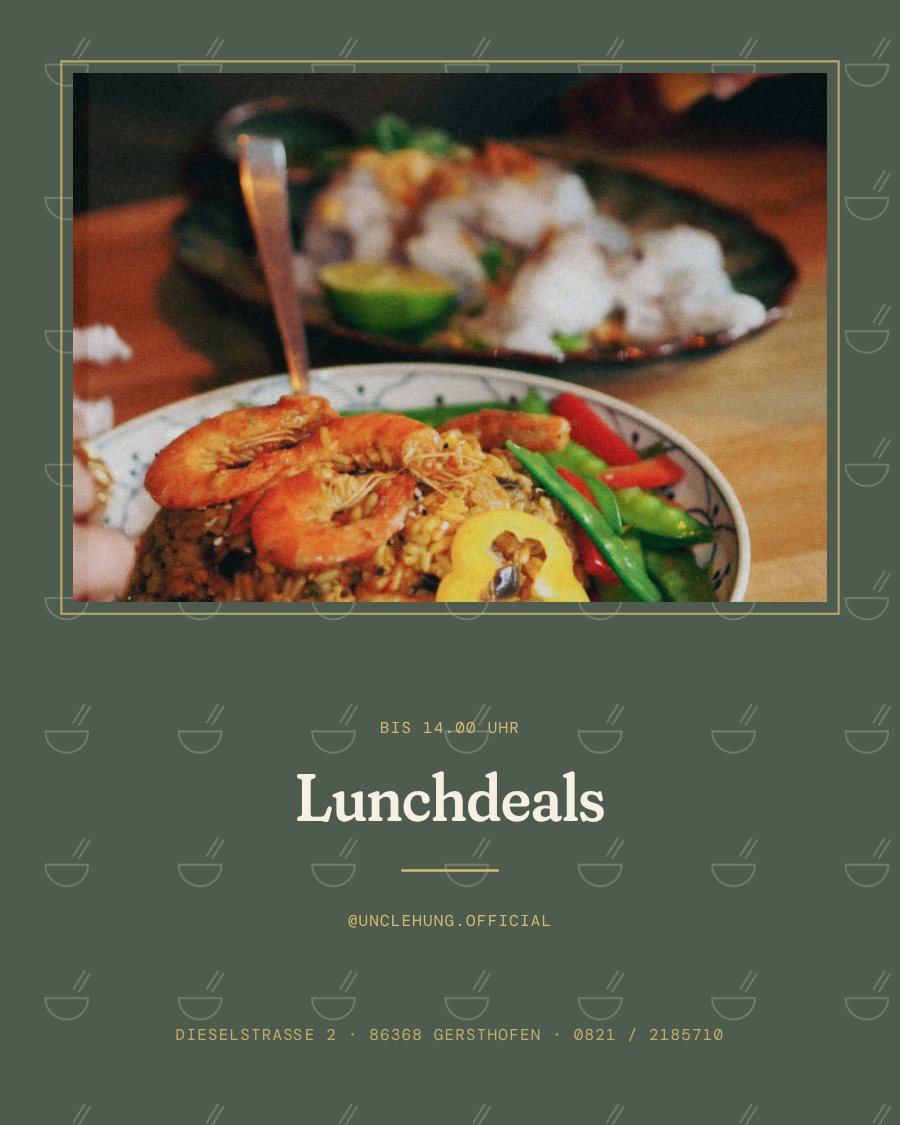 BIS 14.00 UHR
Lunchdeals
@UNCLEHUNG.OFFICIAL
DIESELSTRASSE 2 · 86368 GERSTHOFEN · 0821 / 2185710